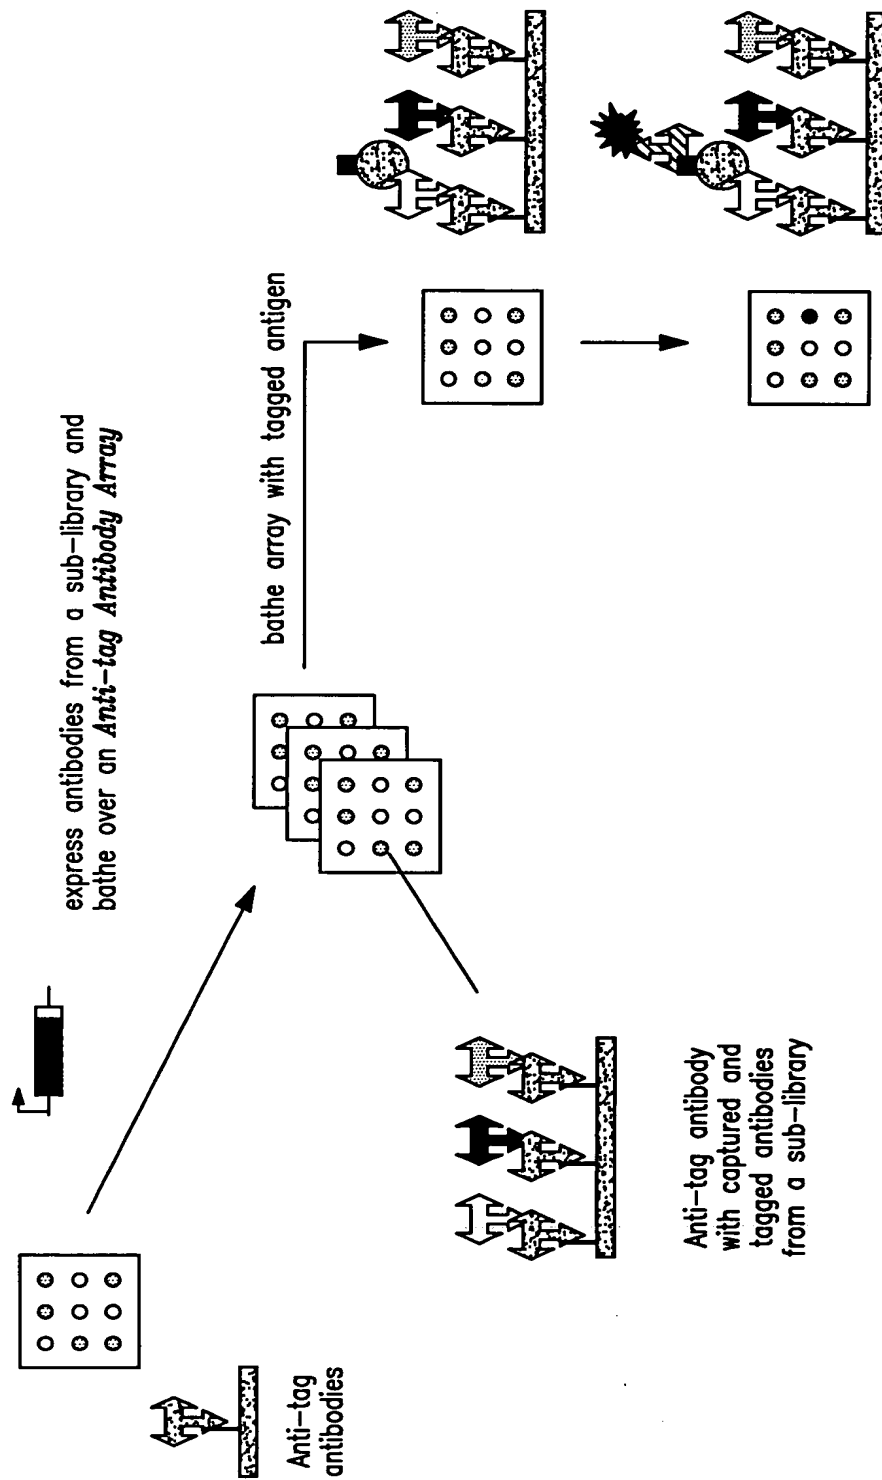 express antibodies from a sub-library and
bathe over an Anti-tag Antibody Array
bathe array with tagged antigen
Anti-tag
antibodies
Anti-tag antibody
with captured and
tagged antibodies
from a sub-library